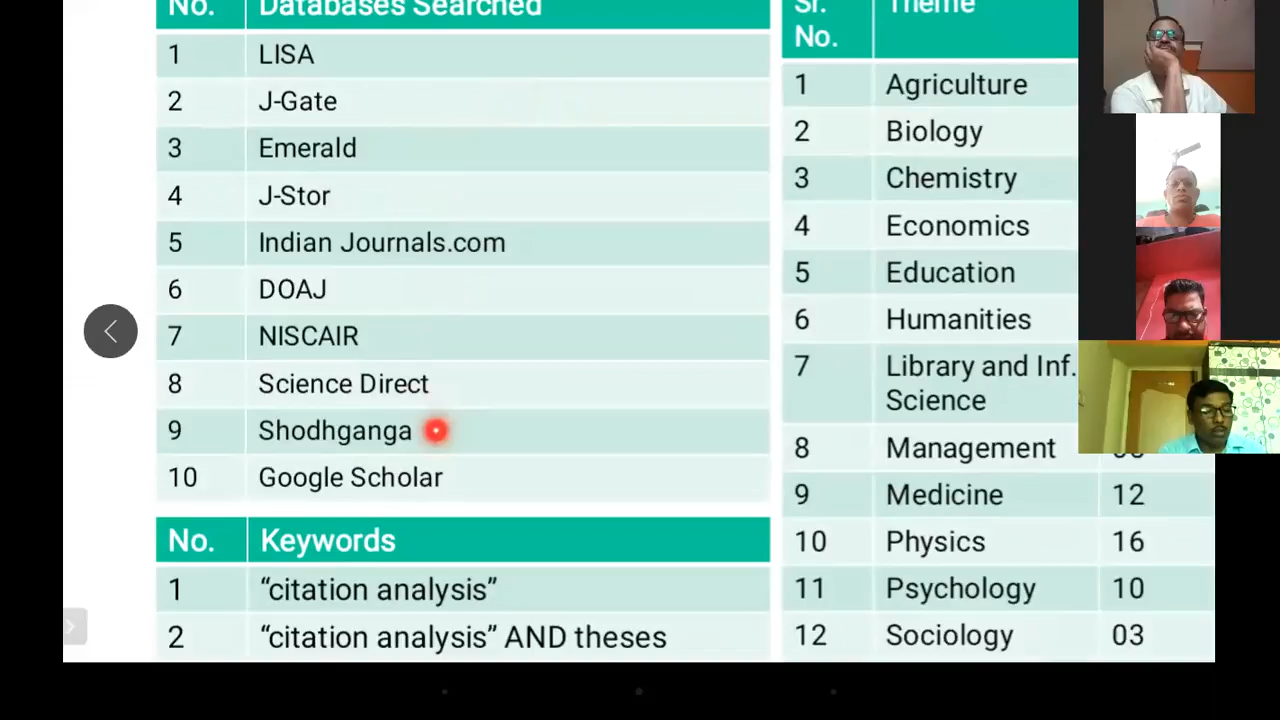 No. Databases Searched
1 LISA
2 J-Gate
3 Emerald
4 J-Stor
5 Indian Journals.com
6 DOAJ
7 NISCAIR
8 Science Direct
9 Shodhganga
10 Google Scholar
No. Keywords
1 “citation analysis”
2 “citation analysis” AND theses
Sr. Theme
No.
1 Agriculture
2 Biology
3 Chemistry
4 Economics
5 Education
6 Humanities
7 Library and Inf.
Science
8 Management
9 Medicine 12
10 Physics 16
11 Psychology 10
12 Sociology 03